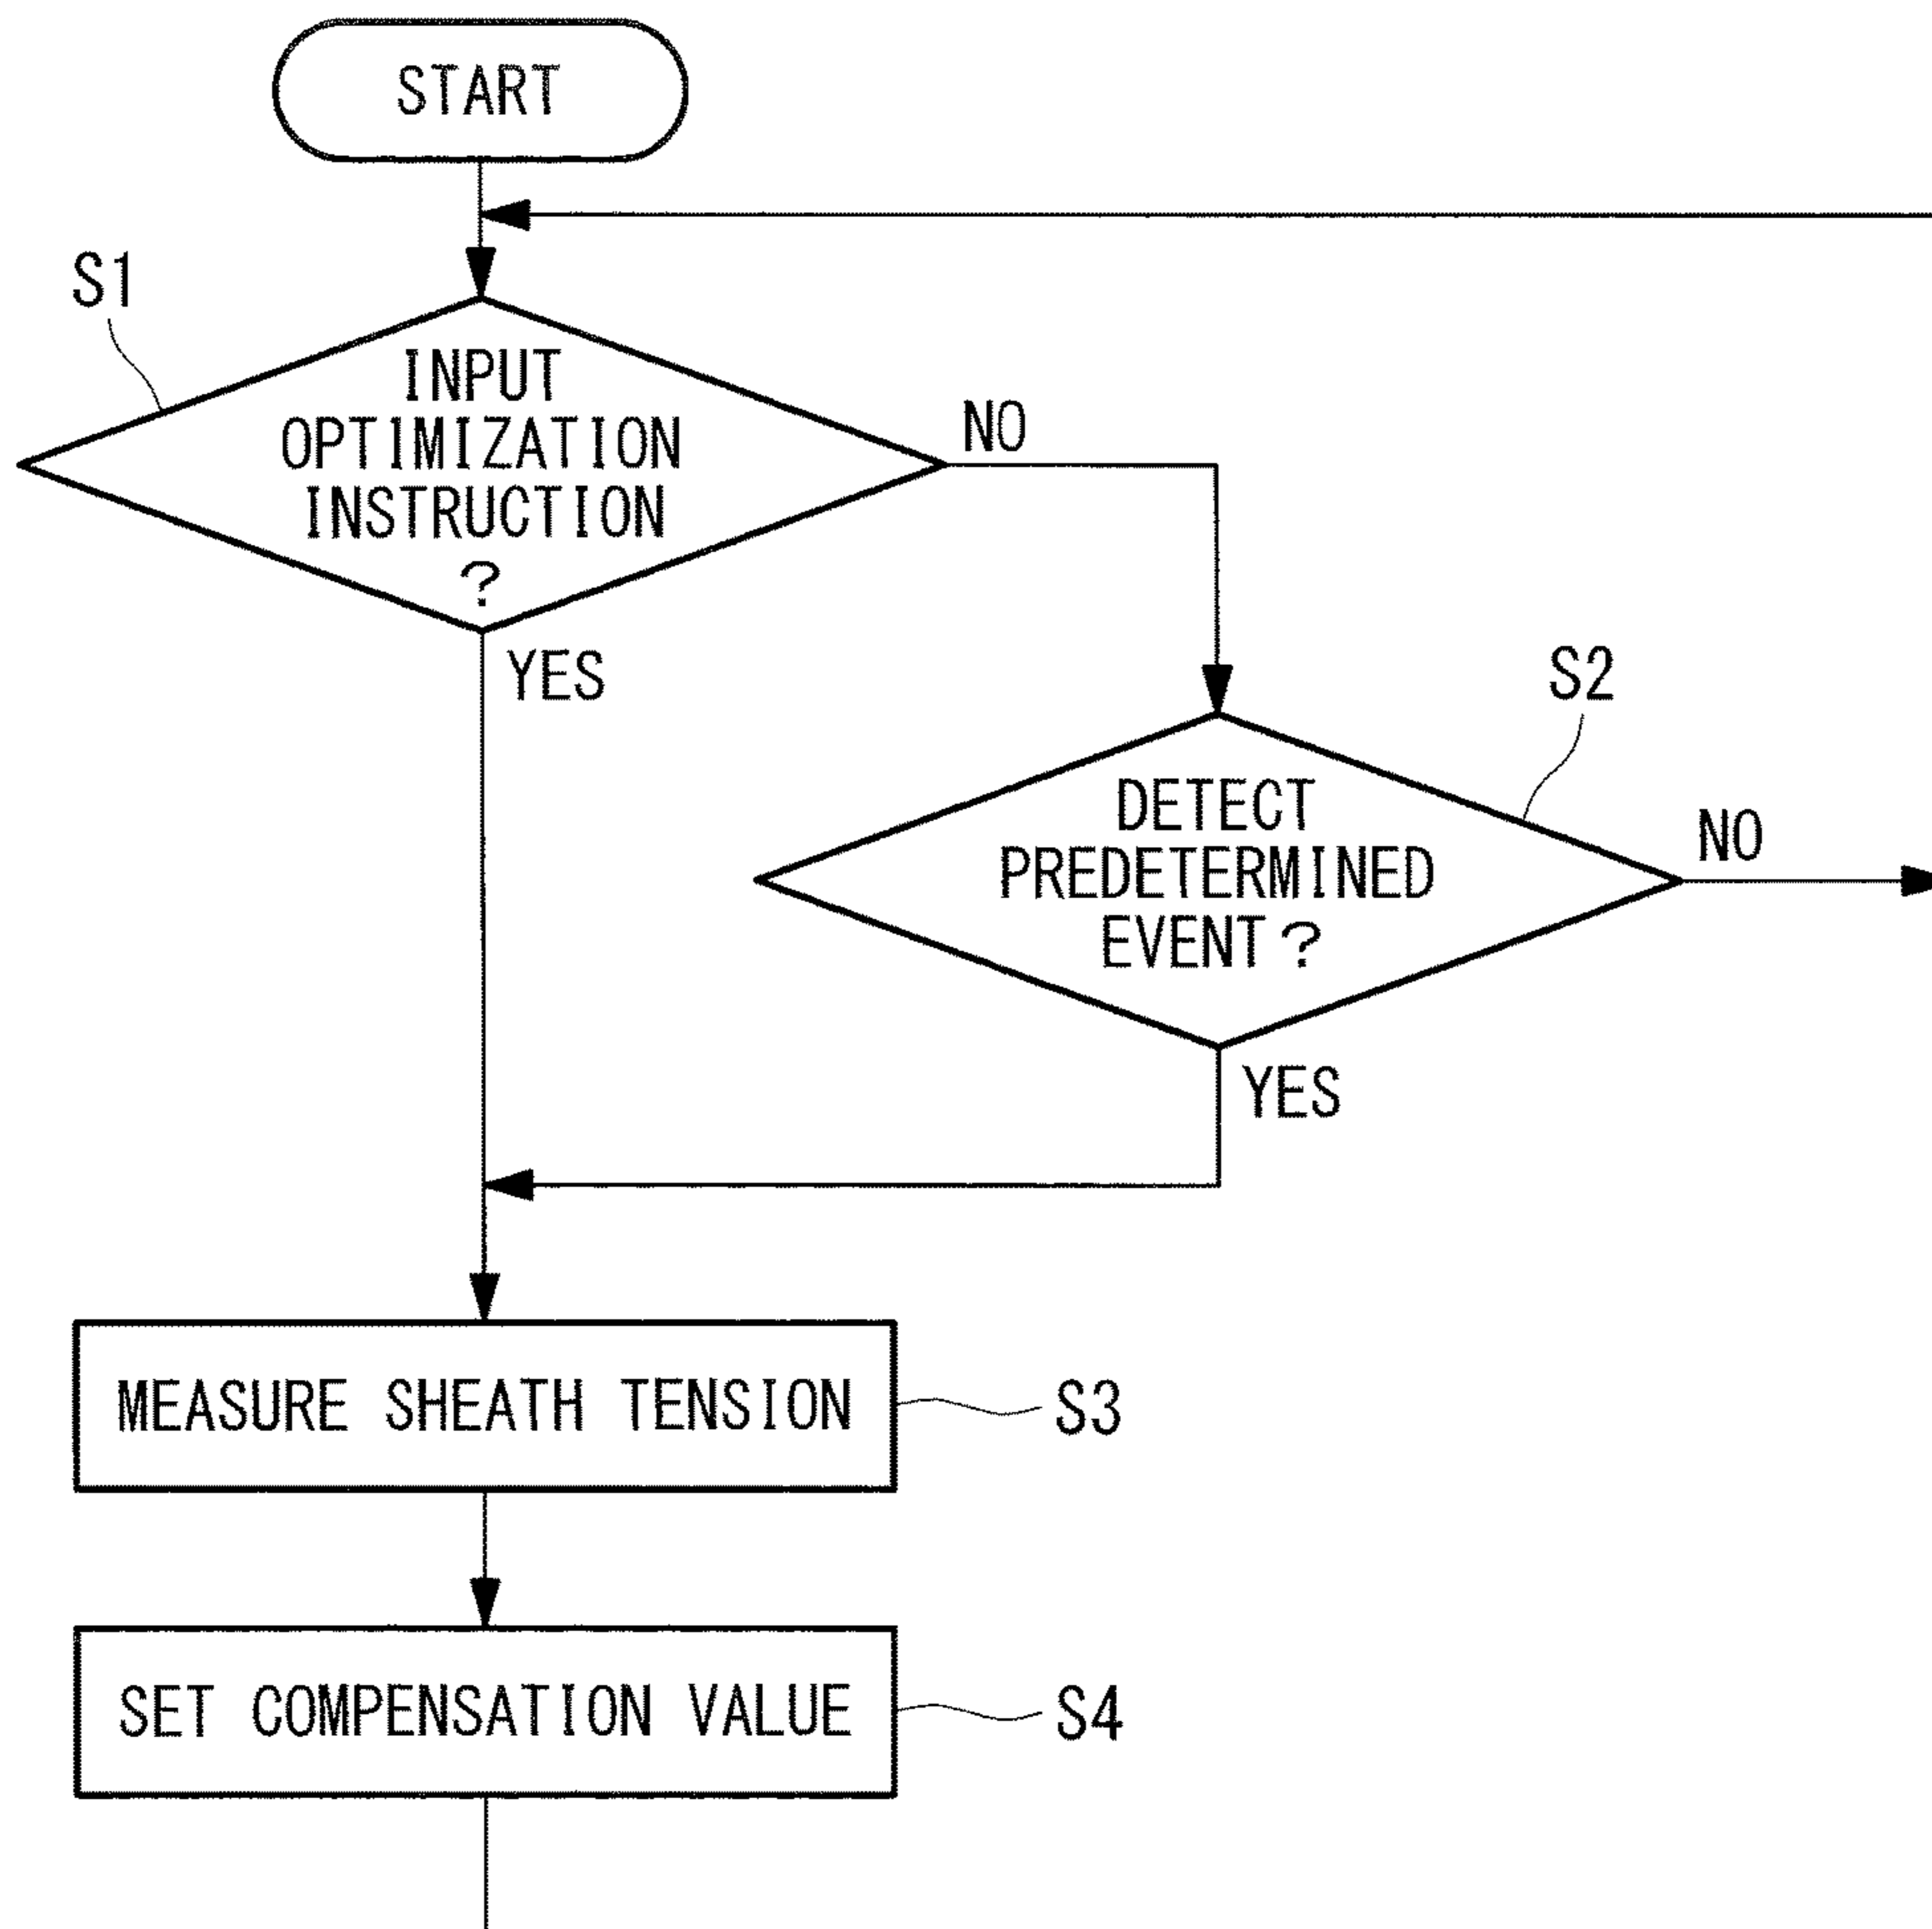 START
S1
INPUT
OPTIMIZATION
INSTRUCTION
?
NO
YES
S2
DETECT
PREDETERMINED
EVENT?
NO
YES
MEASURE SHEATH TENSION
S3
SET COMPENSATION VALUE
S4